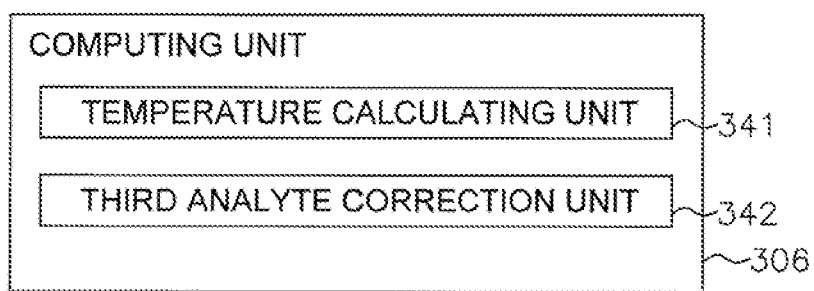 COMPUTING UNIT
TEMPERATURE CALCULATING UNIT
341
THIRD ANALYTE CORRECTION UNIT
342
306